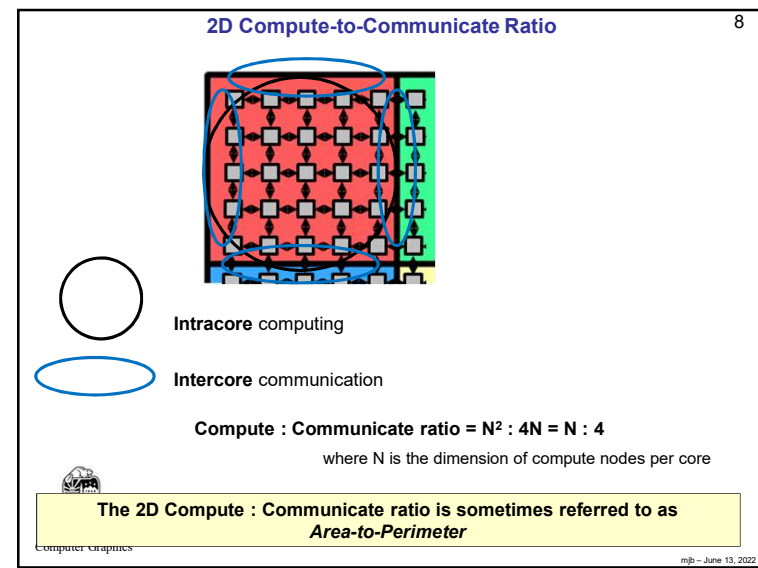 2D Compute-to-Communicate Ratio
8
Intracore computing
Intercore communication
Compute : Communicate ratio = N² : 4N = N : 4
where N is the dimension of compute nodes per core
The 2D Compute : Communicate ratio is sometimes referred to as
Area-to-Perimeter
Computer Graphics
mjb – June 13, 2022